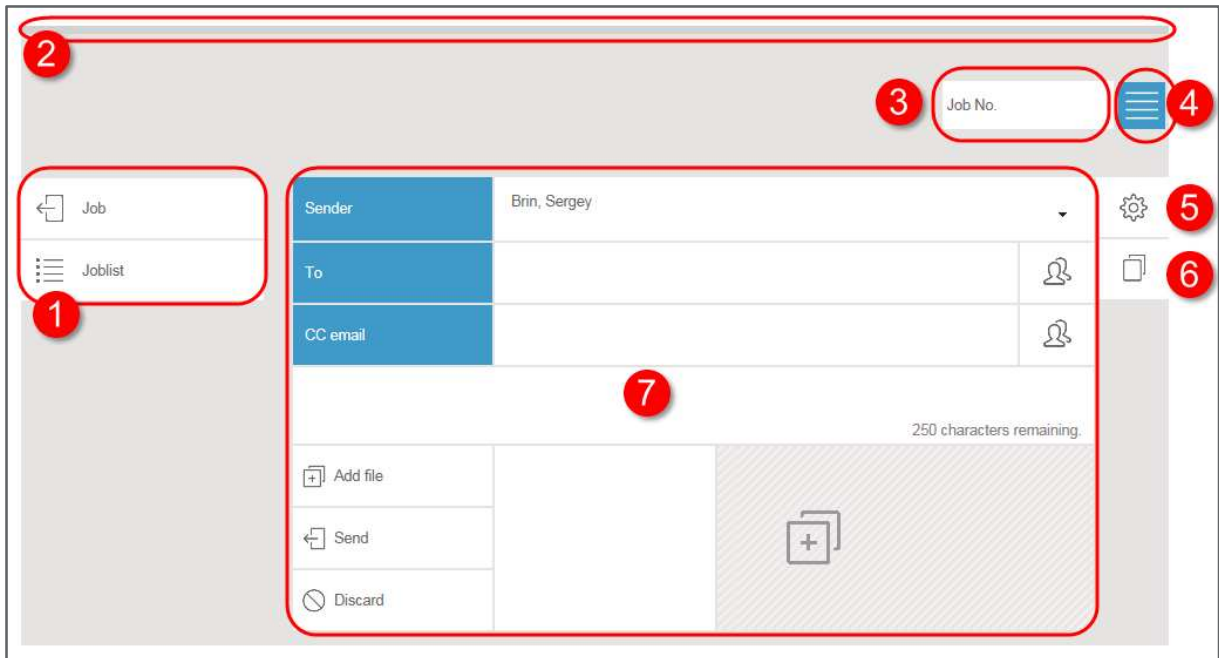 2
3
Job No.
4
Job
Joblist
1
Sender
Brin, Sergey
5
To
6
CC email
7
250 characters remaining.
Add file
Send
Discard